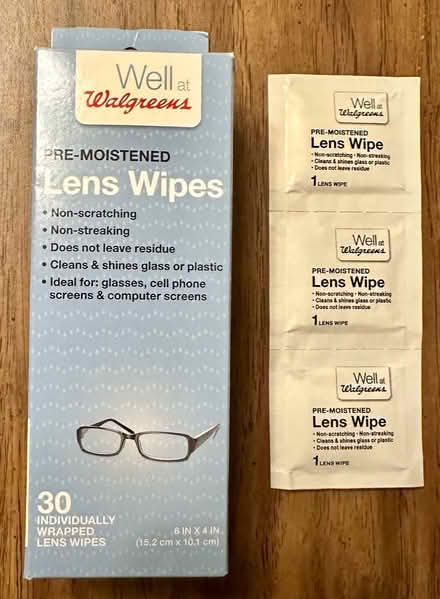 Well at
Walgreens
PRE-MOISTENED
Lens Wipes
• Non-scratching
• Non-streaking
• Does not leave residue
• Cleans & shines glass or plastic
• Ideal for: glasses, cell phone
screens & computer screens
30
INDIVIDUALLY
WRAPPED
LENS WIPES
6 IN X 4 IN
(15.2 cm x 10.1 cm)
Well at
Walgreens
PRE-MOISTENED
Lens Wipe
• Non-scratching • Non-streaking
• Cleans & shines glass or plastic
• Does not leave residue
1 LENS WIPE
Well at
Walgreens
PRE-MOISTENED
Lens Wipe
• Non-scratching • Non-streaking
• Cleans & shines glass or plastic
• Does not leave residue
1 LENS WIPE
Well at
Walgreens
PRE-MOISTENED
Lens Wipe
• Non-scratching • Non-streaking
• Cleans & shines glass or plastic
• Does not leave residue
1 LENS WIPE